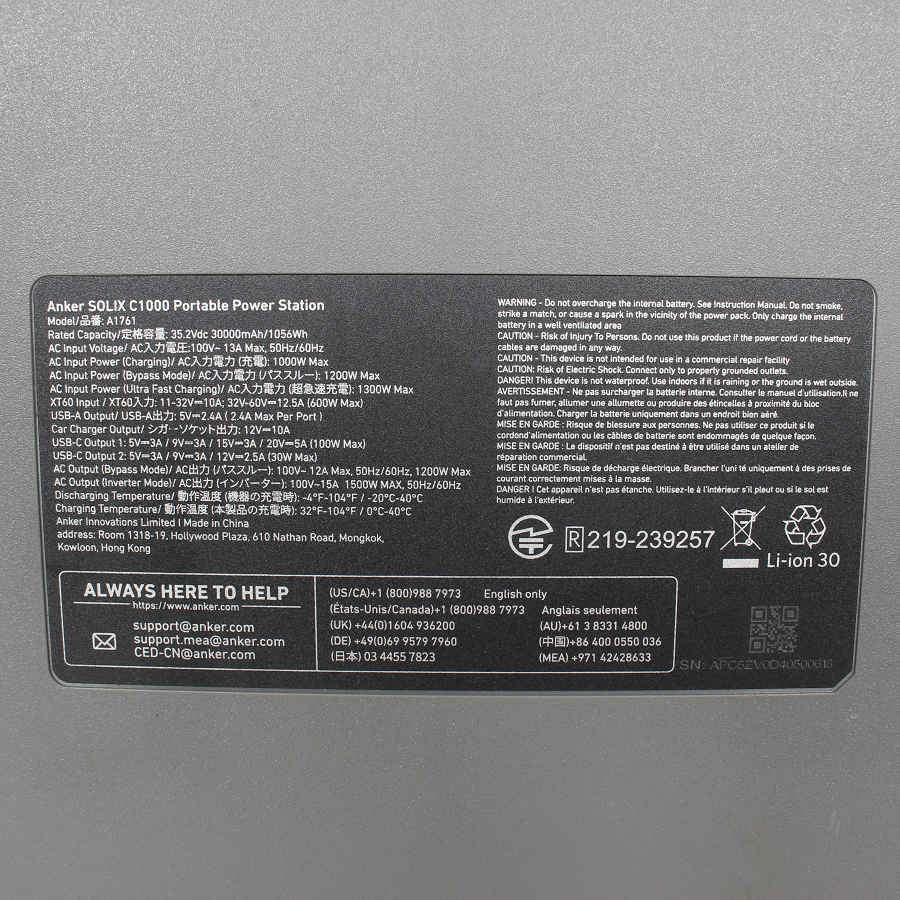 Anker SOLIX C1000 Portable Power Station
Model/品番: A1761
Rated Capacity/定格容量: 35.2Vdc 30000mAh/1056Wh
AC Input Voltage/ AC入力電圧:100V~ 13A Max, 50Hz/60Hz
AC Input Power (Charging)/ AC入力電力 (充電): 1000W Max
AC Input Power (Bypass Mode)/ AC入力電力 (パススルー): 1200W Max
AC Input Power (Ultra Fast Charging)/ AC入力電力 (超急速充電): 1300W Max
XT60 Input / XT60入力: 11-32V⎓10A; 32V-60V⎓12.5A (600W Max)
USB-A Output/ USB-A出力: 5V⎓2.4A ( 2.4A Max Per Port )
Car Charger Output/ シガーソケット出力: 12V⎓10A
USB-C Output 1: 5V⎓3A / 9V⎓3A / 15V⎓3A / 20V⎓5A (100W Max)
USB-C Output 2: 5V⎓3A / 9V⎓3A / 12V⎓2.5A (30W Max)
AC Output (Bypass Mode)/ AC出力 (パススルー): 100V~ 12A Max, 50Hz/60Hz, 1200W Max
AC Output (Inverter Mode)/ AC出力 (インバーター): 100V~15A 1500W MAX, 50Hz/60Hz
Discharging Temperature/ 動作温度 (機器の充電時): -4°F-104°F / -20°C-40°C
Charging Temperature/ 動作温度 (本製品の充電時): 32°F-104°F / 0°C-40°C
Anker Innovations Limited I Made in China
address: Room 1318-19, Hollywood Plaza, 610 Nathan Road, Mongkok,
Kowloon, Hong Kong
WARNING - Do not overcharge the internal battery. See Instruction Manual. Do not smoke,
strike a match, or cause a spark in the vicinity of the power pack. Only charge the internal
battery in a well ventilated area
CAUTION - Risk of Injury To Persons. Do not use this product if the power cord or the battery
cables are damaged in any way.
CAUTION - This device is not intended for use in a commercial repair facility
CAUTION: Risk of Electric Shock. Connect only to properly grounded outlets.
DANGER! This device is not waterproof. Use indoors if it is raining or the ground is wet outside.
AVERTISSEMENT - Ne pas surcharger la batterie interne. Consulter le manuel d'utilisation.Il ne
faut pas fumer, allumer une allumette ou produire des étincelles à proximité du bloc
d'alimentation. Charger la batterie uniquement dans un endroit bien aéré.
MISE EN GARDE : Risque de blessure aux personnes. Ne pas utiliser ce produit si le
cordond'alimentation ou les câbles de batterie sont endommagés de quelque façon.
MISE EN GARDE : Le dispositif n'est pas destiné à être utilisé dans un atelier de
réparation commercial.
MISE EN GARDE: Risque de décharge électrique. Brancher l'uni té uniquement à des prises de
courant correctement mises à la masse.
DANGER ! Cet appareil n'est pas étanche. Utilisez-le à l'intérieur s'il pleut ou si le sol est
humide à l'extérieur.
R 219-239257
Li-ion 30
ALWAYS HERE TO HELP
https://www.anker.com
support@anker.com
support.mea@anker.com
CED-CN@anker.com
(US/CA)+1 (800)988 7973 English only
(États-Unis/Canada)+1 (800)988 7973 Anglais seulement
(UK) +44(0)1604 936200 (AU)+61 3 8331 4800
(DE) +49(0)69 9579 7960 (中国)+86 400 0550 036
(日本) 03 4455 7823 (MEA) +971 42428633
SN: APC5ZV0D40500616